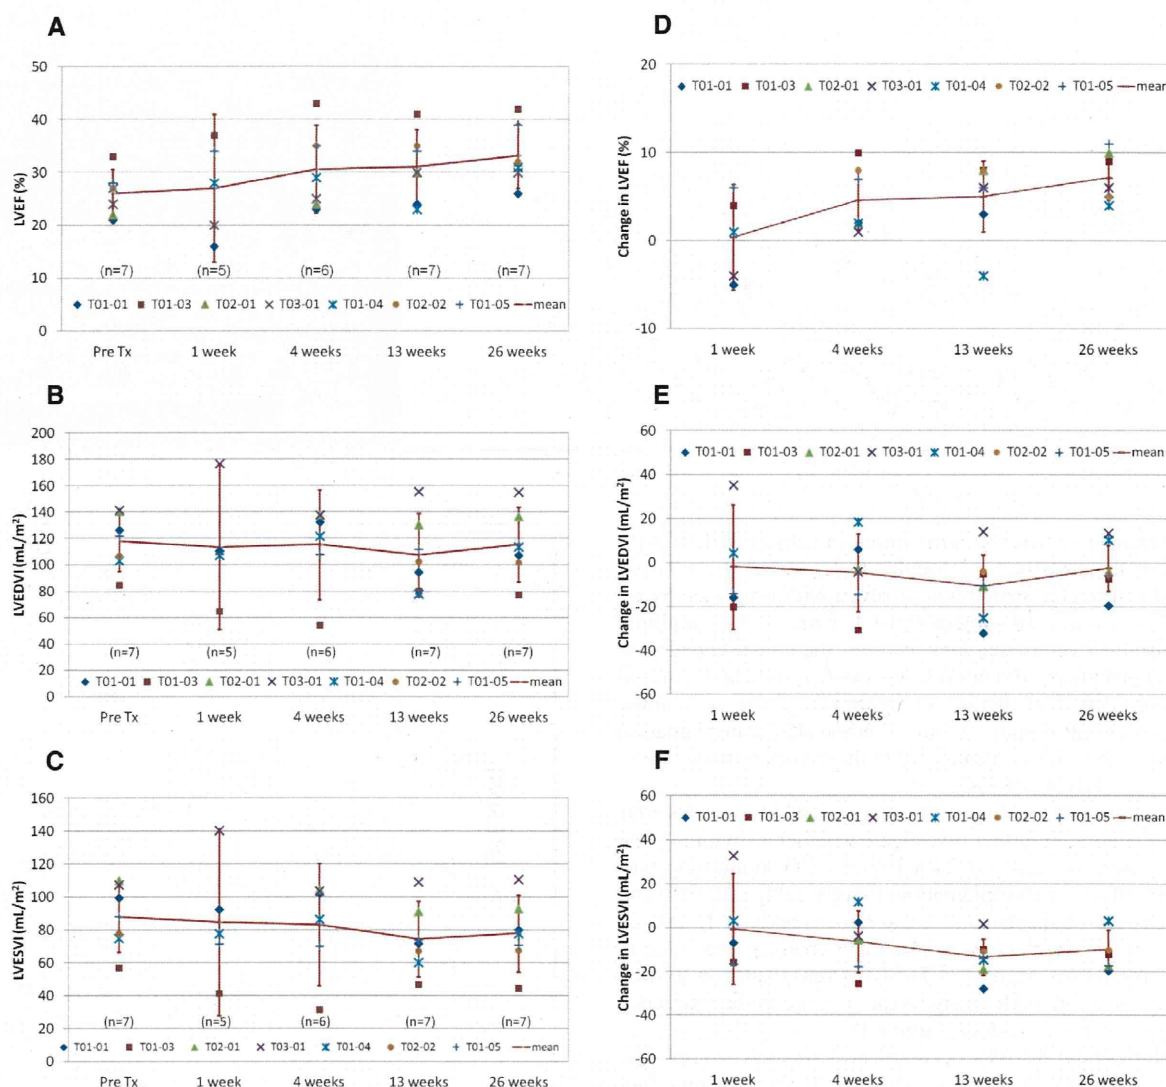 A
50
40
30
20
10
0
LVEF (%)
(n=7) (n=5) (n=6) (n=7) (n=7)
T01-01 T01-03 T02-01 T03-01 T01-04 T02-02 T01-05 mean
Pre Tx 1 week 4 weeks 13 weeks 26 weeks
B
200
180
160
140
120
100
80
60
40
20
0
LVEDVI (mL/m²)
(n=7) (n=5) (n=6) (n=7) (n=7)
T01-01 T01-03 T02-01 T03-01 T01-04 T02-02 T01-05 mean
Pre Tx 1 week 4 weeks 13 weeks 26 weeks
C
160
140
120
100
80
60
40
20
0
LVESVI (mL/m²)
(n=7) (n=5) (n=6) (n=7) (n=7)
T01-01 T01-03 T02-01 T03-01 T01-04 T02-02 T01-05 mean
Pre Tx 1 week 4 weeks 13 weeks 26 weeks
D
20
10
0
-10
Change in LVEF (%)
T01-01 T01-03 T02-01 T03-01 T01-04 T02-02 T01-05 mean
1 week 4 weeks 13 weeks 26 weeks
E
60
40
20
0
-20
-40
-60
Change in LVEDVI (mL/m²)
T01-01 T01-03 T02-01 T03-01 T01-04 T02-02 T01-05 mean
1 week 4 weeks 13 weeks 26 weeks
F
60
40
20
0
-20
-40
-60
Change in LVESVI (mL/m²)
T01-01 T01-03 T02-01 T03-01 T01-04 T02-02 T01-05 mean
1 week 4 weeks 13 weeks 26 weeks